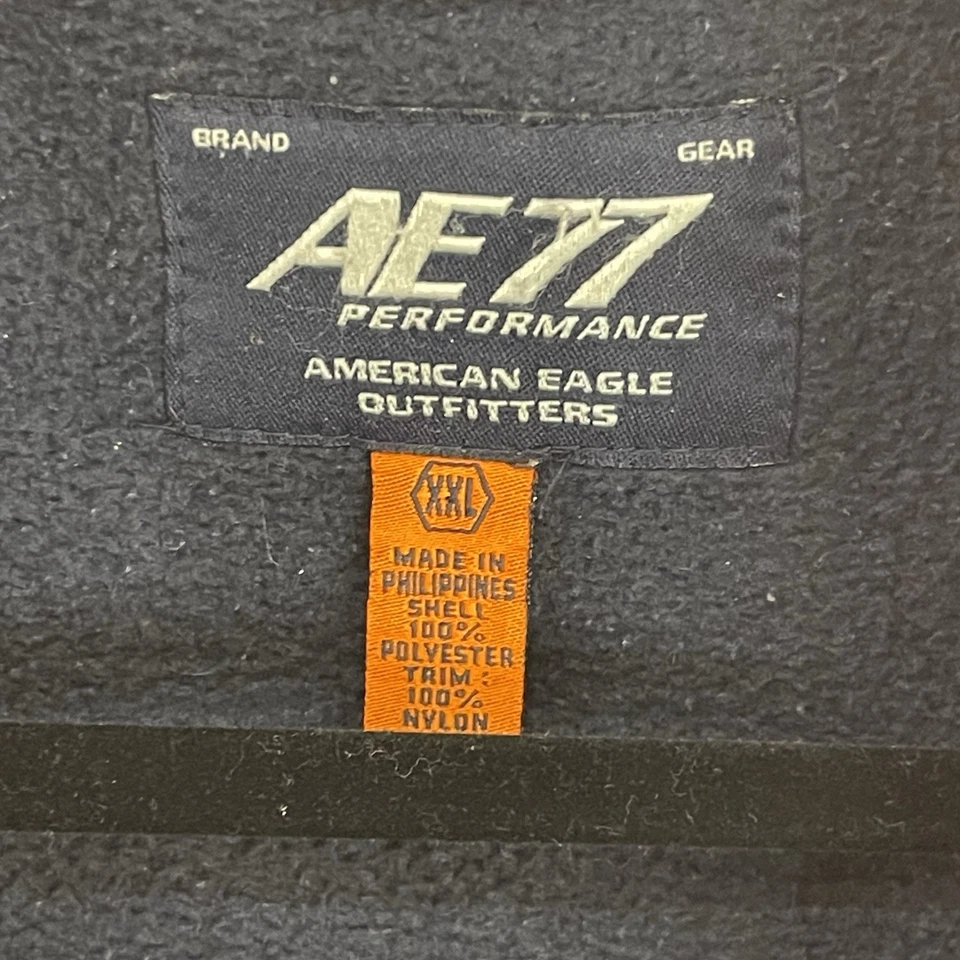 BRAND GEAR
AE77
PERFORMANCE
AMERICAN EAGLE
OUTFITTERS
XXL
MADE IN
PHILIPPINES
SHELL
100%
POLYESTER
TRIM:
100%
NYLON